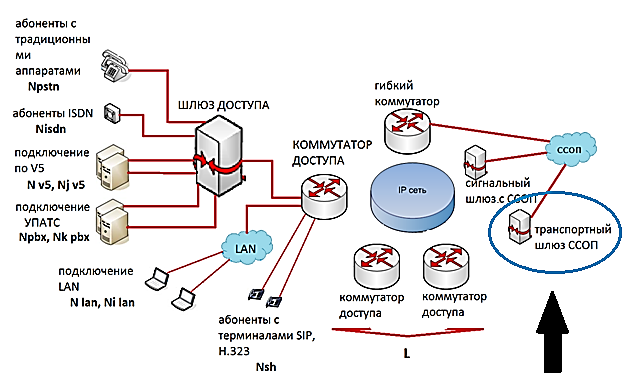 абоненты с
традиционны
ми
аппаратами
Npstn
абоненты ISDN
Nisdn
подключение
по V5
N v5, Nj v5
подключение
УПАТС
Npbx, Nk pbx
подключение
LAN
N lan, Ni lan
ШЛЮЗ ДОСТУПА
КОММУТАТОР
ДОСТУПА
LAN
абоненты с
терминалами SIP,
H.323
Nsh
гибкий
коммутатор
IP сеть
ссоп
сигнальный
шлюз.с ССОП
транспортный
шлюз ССОП
коммутатор
доступа
коммутатор
доступа
L